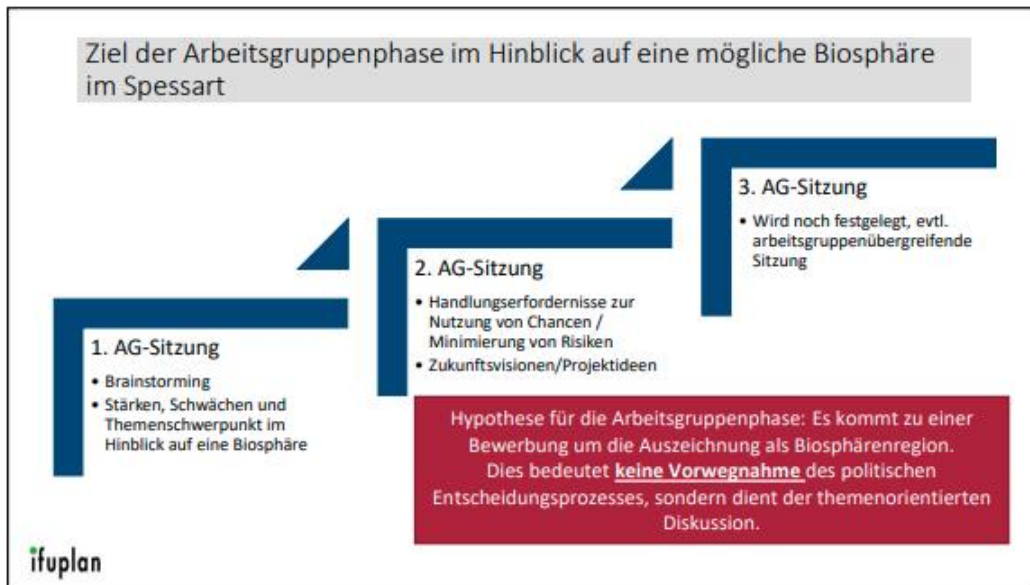 Ziel der Arbeitsgruppenphase im Hinblick auf eine mögliche Biosphäre
im Spessart
1. AG-Sitzung
• Brainstorming
• Stärken, Schwächen und
Themenschwerpunkt im
Hinblick auf eine Biosphäre
2. AG-Sitzung
• Handlungserfordernisse zur
Nutzung von Chancen /
Minimierung von Risiken
• Zukunftsvisionen/Projektideen
3. AG-Sitzung
• Wird noch festgelegt, evtl.
arbeitsgruppenübergreifende
Sitzung
Hypothese für die Arbeitsgruppenphase: Es kommt zu einer
Bewerbung um die Auszeichnung als Biosphärenregion.
Dies bedeutet keine Vorwegnahme des politischen
Entscheidungsprozesses, sondern dient der themenorientierten
Diskussion.
ifuplan